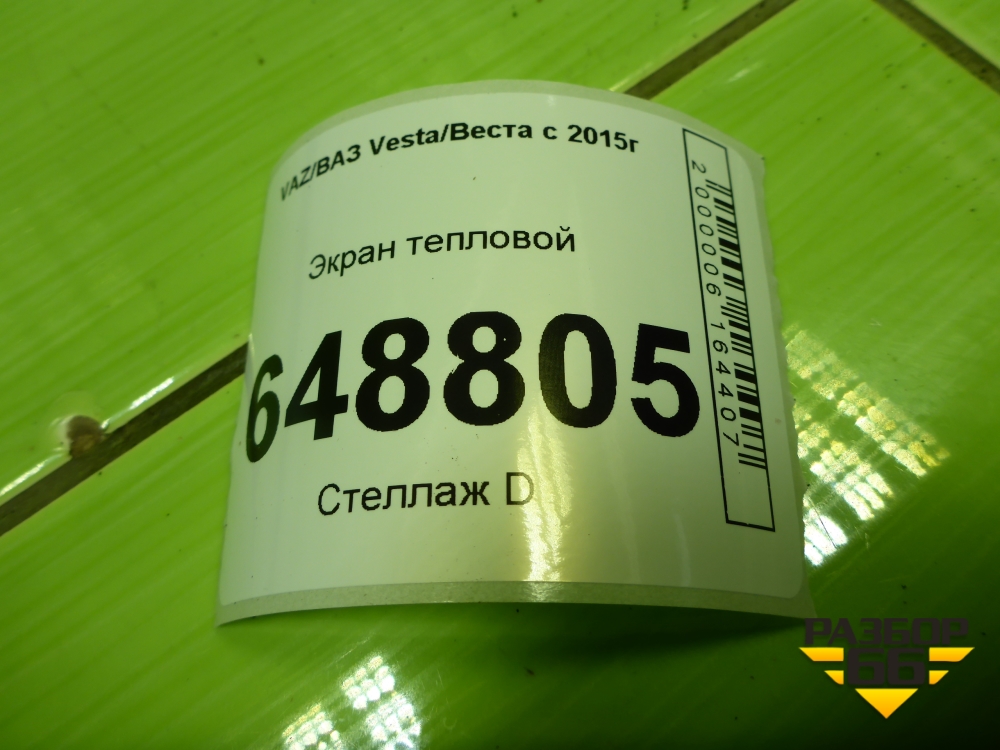 VAZ/ВАЗ Vesta/Веста с 2015г
Экран тепловой
648805
Стеллаж D
2000006164407
РАЗБОР
66